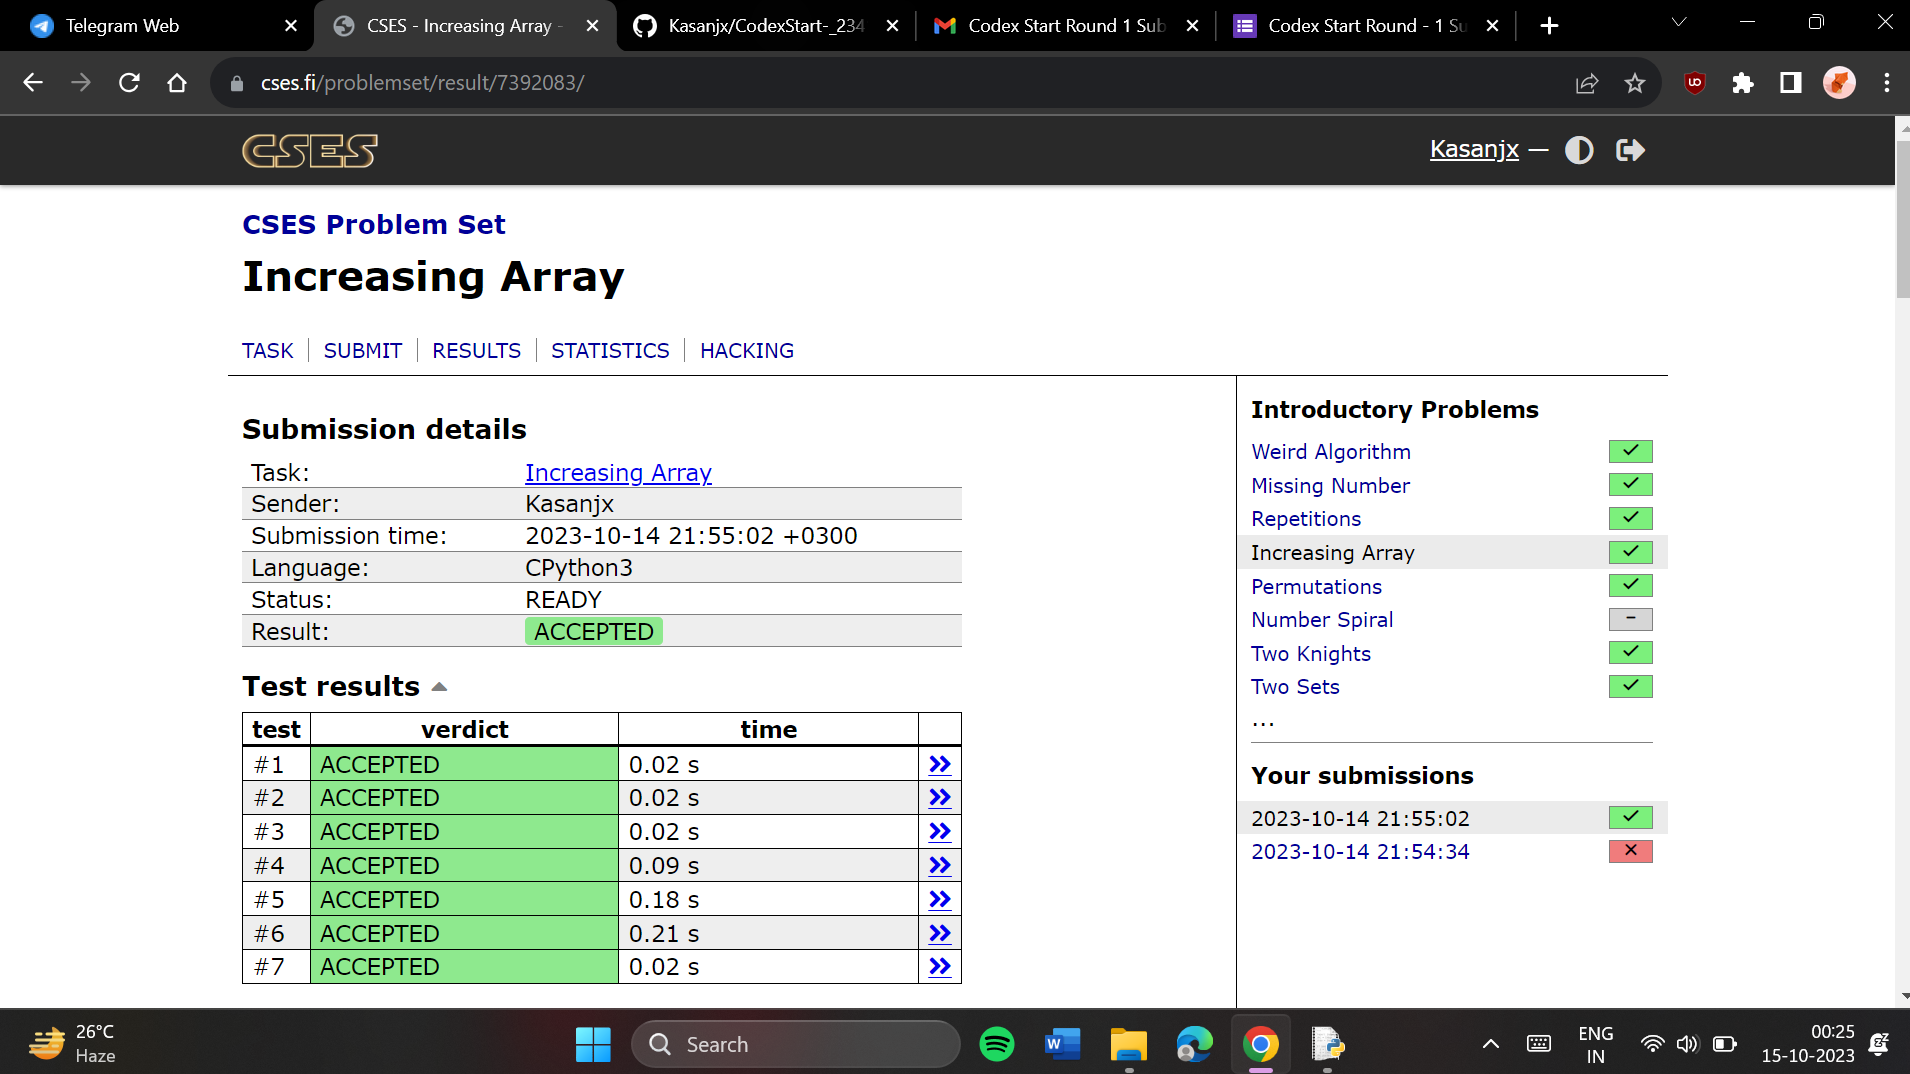 Telegram Web
CSES - Increasing Array -
Kasanjx/CodexStart-_234
Codex Start Round 1 Sub
Codex Start Round - 1 Su
cses.fi/problemset/result/7392083/
CSES
Kasanjx —
CSES Problem Set
Increasing Array
TASK | SUBMIT | RESULTS | STATISTICS | HACKING
Submission details
Task: Increasing Array
Sender: Kasanjx
Submission time: 2023-10-14 21:55:02 +0300
Language: CPython3
Status: READY
Result: ACCEPTED
Test results
test verdict time
#1 ACCEPTED 0.02 s »
#2 ACCEPTED 0.02 s »
#3 ACCEPTED 0.02 s »
#4 ACCEPTED 0.09 s »
#5 ACCEPTED 0.18 s »
#6 ACCEPTED 0.21 s »
#7 ACCEPTED 0.02 s »
Introductory Problems
Weird Algorithm
Missing Number
Repetitions
Increasing Array
Permutations
Number Spiral –
Two Knights
Two Sets
...
Your submissions
2023-10-14 21:55:02
2023-10-14 21:54:34
26°C
Haze
Search
ENG
IN
00:25
15-10-2023